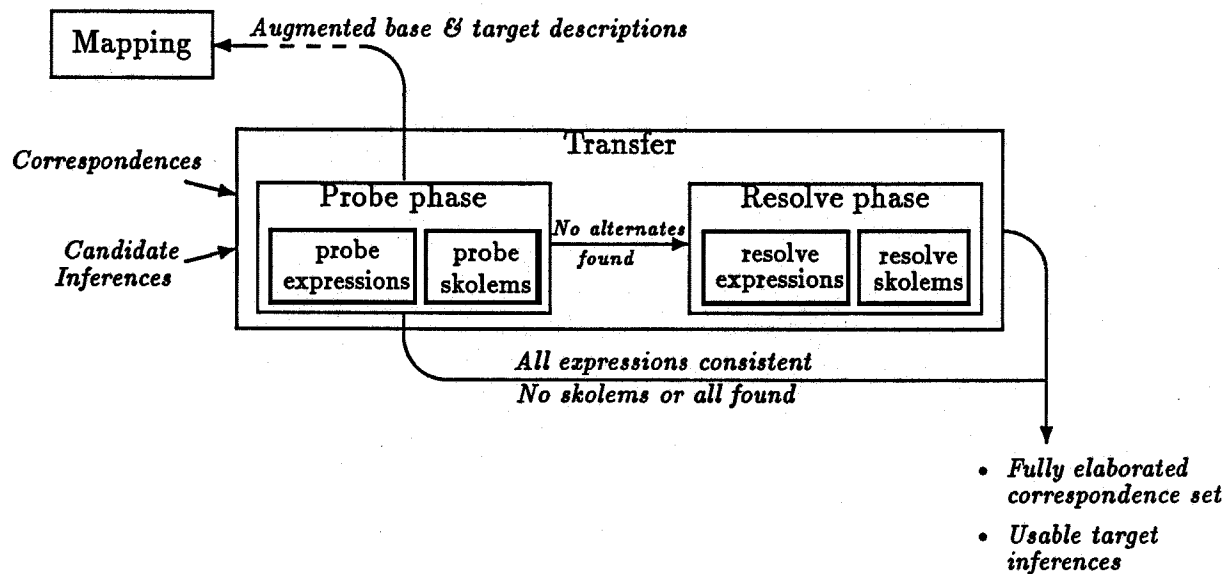 Mapping
Augmented base & target descriptions
Transfer
Correspondences
Candidate
Inferences
Probe phase
probe
expressions
probe
skolems
No alternates
found
Resolve phase
resolve
expressions
resolve
skolems
All expressions consistent
No skolems or all found
• Fully elaborated
correspondence set
• Usable target
inferences